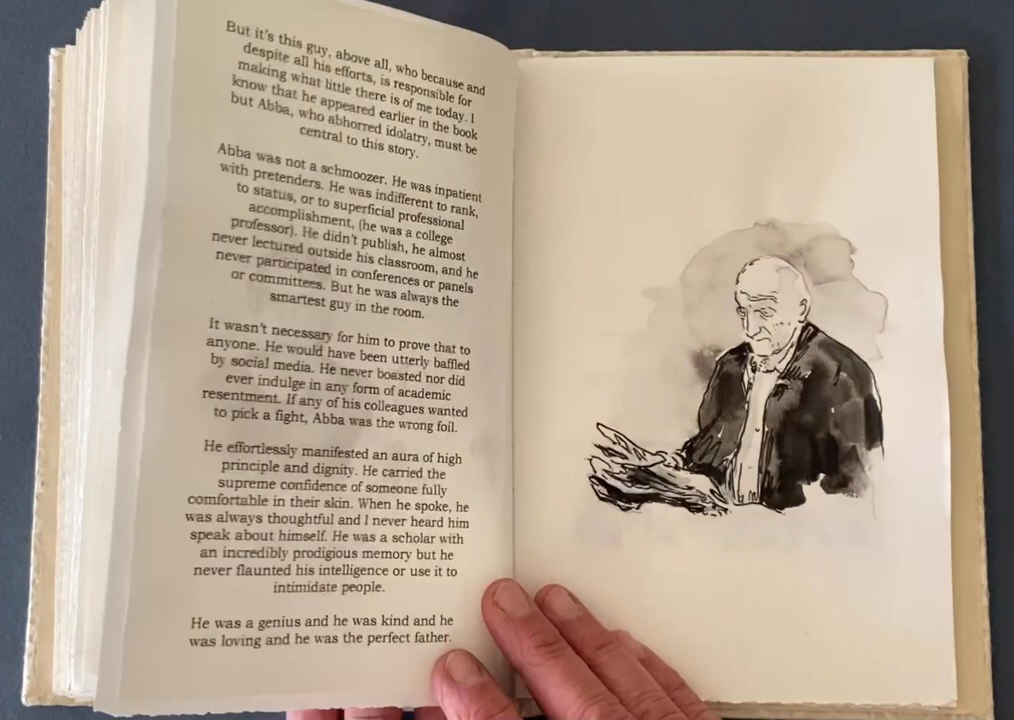 But it's this guy, above all, who because and
despite all his efforts, is responsible for
making what little there is of me today. I
know that he appeared earlier in the book
but Abba, who abhorred idolatry, must be
central to this story.
Abba was not a schmoozer. He was inpatient
with pretenders. He was indifferent to rank,
to status, or to superficial professional
accomplishment, (he was a college
professor). He didn't publish, he almost
never lectured outside his classroom, and he
never participated in conferences or panels
or committees. But he was always the
smartest guy in the room.
It wasn't necessary for him to prove that to
anyone. He would have been utterly baffled
by social media. He never boasted nor did
ever indulge in any form of academic
resentment. If any of his colleagues wanted
to pick a fight, Abba was the wrong foil.
He effortlessly manifested an aura of high
principle and dignity. He carried the
supreme confidence of someone fully
comfortable in their skin. When he spoke, he
was always thoughtful and I never heard him
speak about himself. He was a scholar with
an incredibly prodigious memory but he
never flaunted his intelligence or use it to
intimidate people.
He was a genius and he was kind and he
was loving and he was the perfect father.